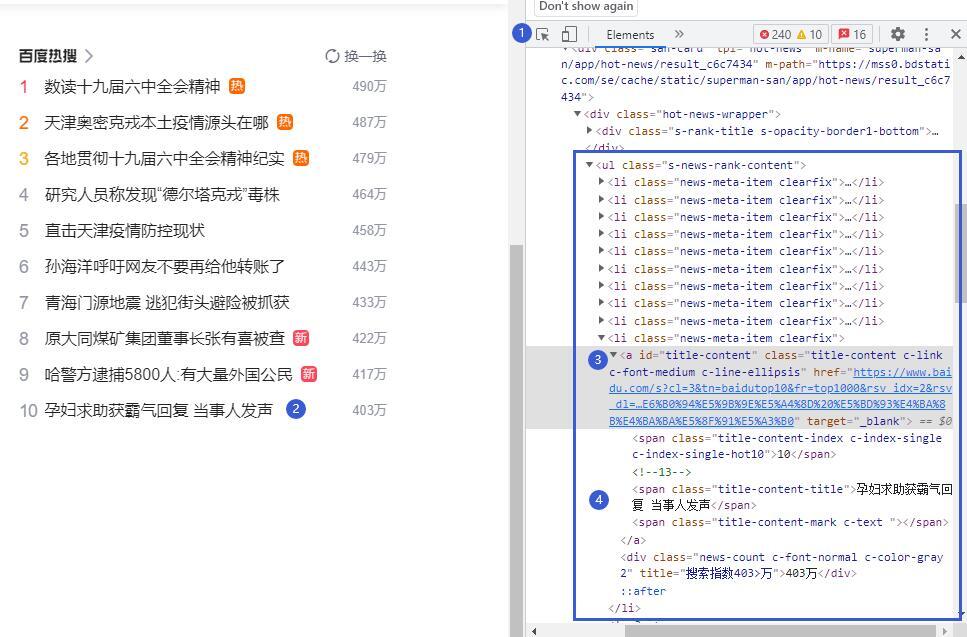 百度热搜
换一换
1 数读十九届六中全会精神 热 490万
2 天津奥密克戎本土疫情源头在哪 热 487万
3 各地贯彻十九届六中全会精神纪实 热 479万
4 研究人员称发现“德尔塔克戎”毒株 464万
5 直击天津疫情防控现状 458万
6 孙海洋呼吁网友不要再给他转账了 443万
7 青海门源地震 逃犯街头避险被抓获 433万
8 原大同煤矿集团董事长张有喜被查 新 422万
9 哈警方逮捕5800人:有大量外国公民 新 417万
10 孕妇求助获霸气回复 当事人发声 2 403万
Don't show again
1 Elements » 240 10 16
<div class="san-card" tpl="hot-news" m-name="superman-sa
n/app/hot-news/result_c6c7434" m-path="https://mss0.bdstati
c.com/se/cache/static/superman-san/app/hot-news/result_c6c7
434">
<div class="hot-news-wrapper">
<div class="s-rank-title s-opacity-border1-bottom">…
</div>
<ul class="s-news-rank-content">
<li class="news-meta-item clearfix">…</li>
<li class="news-meta-item clearfix">…</li>
<li class="news-meta-item clearfix">…</li>
<li class="news-meta-item clearfix">…</li>
<li class="news-meta-item clearfix">…</li>
<li class="news-meta-item clearfix">…</li>
<li class="news-meta-item clearfix">…</li>
<li class="news-meta-item clearfix">…</li>
<li class="news-meta-item clearfix">…</li>
<li class="news-meta-item clearfix">
3 <a id="title-content" class="title-content c-link
c-font-medium c-line-ellipsis" href="https://www.bai
du.com/s?cl=3&tn=baidutop10&fr=top1000&rsv_idx=2&rsv
_dl=…E6%B0%94%E5%9B%9E%E5%A4%8D%20%E5%BD%93%E4%BA%8
B%E4%BA%BA%E5%8F%91%E5%A3%B0" target="_blank"> == $0
<span class="title-content-index c-index-single
c-index-single-hot10">10</span>
<!--13-->
4 <span class="title-content-title">孕妇求助获霸气回
复 当事人发声</span>
<span class="title-content-mark c-text "></span>
</a>
<div class="news-count c-font-normal c-color-gray
2" title="搜索指数403>万">403万</div>
::after
</li>